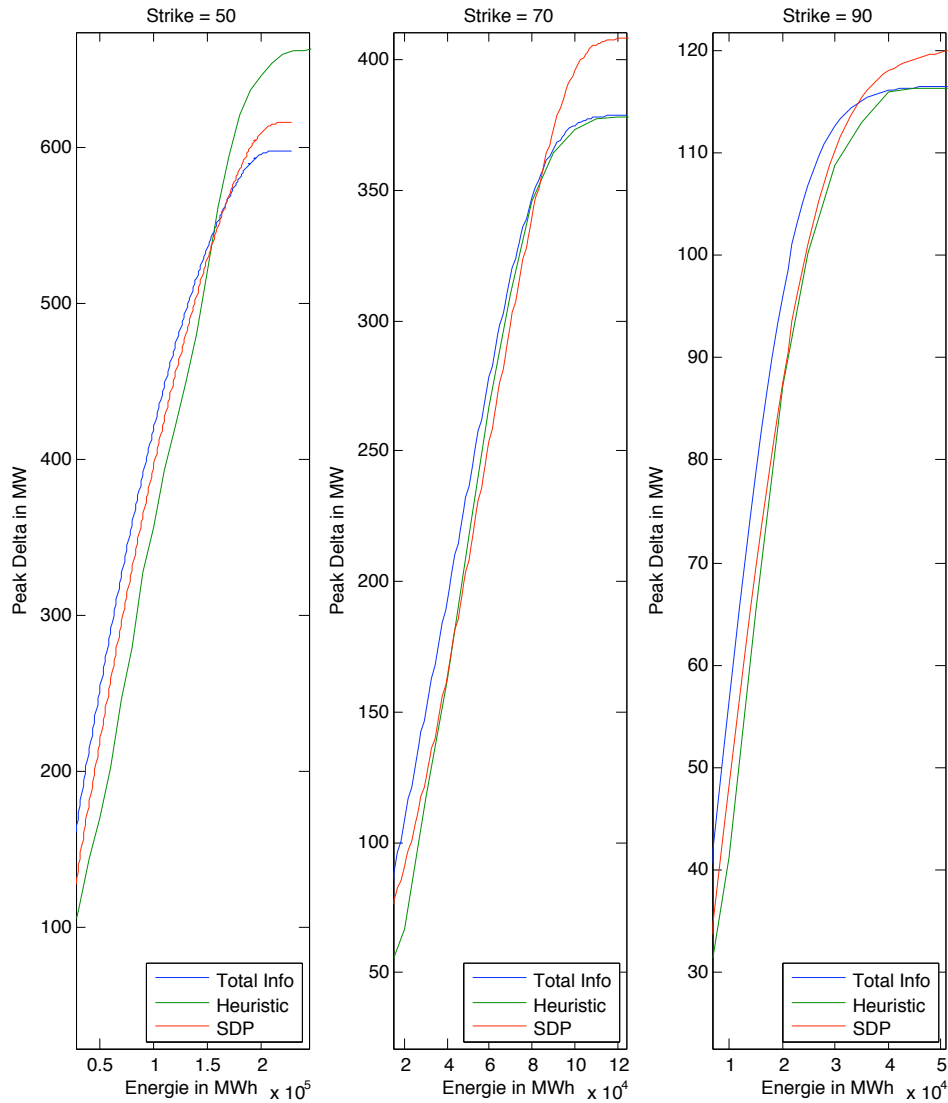 Strike = 50
600
500
400
300
200
100
Peak Delta in MW
0.5 1 1.5 2
Energie in MWh x 10^5
Total Info
Heuristic
SDP
Strike = 70
400
350
300
250
200
150
100
50
Peak Delta in MW
2 4 6 8 10 12
Energie in MWh x 10^4
Total Info
Heuristic
SDP
Strike = 90
120
110
100
90
80
70
60
50
40
30
Peak Delta in MW
1 2 3 4 5
Energie in MWh x 10^4
Total Info
Heuristic
SDP